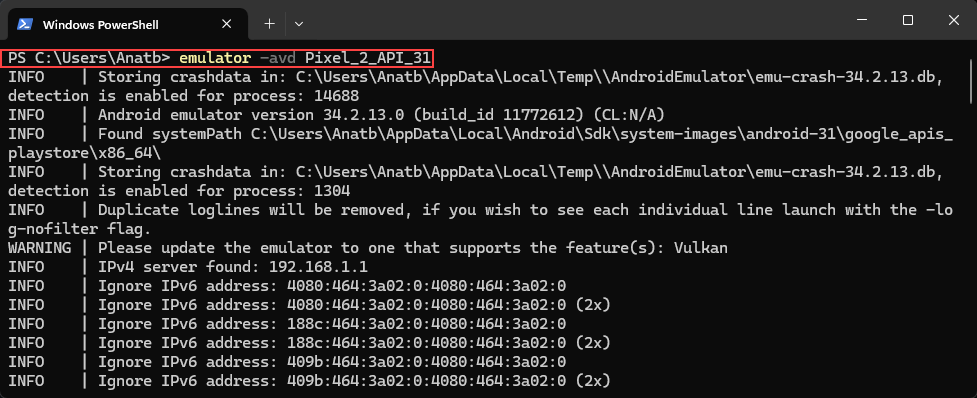 Windows PowerShell
PS C:\Users\Anatb> emulator -avd Pixel_2_API_31
INFO    | Storing crashdata in: C:\Users\Anatb\AppData\Local\Temp\\AndroidEmulator\emu-crash-34.2.13.db,
detection is enabled for process: 14688
INFO    | Android emulator version 34.2.13.0 (build_id 11772612) (CL:N/A)
INFO    | Found systemPath C:\Users\Anatb\AppData\Local\Android\Sdk\system-images\android-31\google_apis_
playstore\x86_64\
INFO    | Storing crashdata in: C:\Users\Anatb\AppData\Local\Temp\\AndroidEmulator\emu-crash-34.2.13.db,
detection is enabled for process: 1304
INFO    | Duplicate loglines will be removed, if you wish to see each individual line launch with the -lo
g-nofilter flag.
WARNING | Please update the emulator to one that supports the feature(s): Vulkan
INFO    | IPv4 server found: 192.168.1.1
INFO    | Ignore IPv6 address: 4080:464:3a02:0:4080:464:3a02:0
INFO    | Ignore IPv6 address: 4080:464:3a02:0:4080:464:3a02:0 (2x)
INFO    | Ignore IPv6 address: 188c:464:3a02:0:4080:464:3a02:0
INFO    | Ignore IPv6 address: 188c:464:3a02:0:4080:464:3a02:0 (2x)
INFO    | Ignore IPv6 address: 409b:464:3a02:0:4080:464:3a02:0
INFO    | Ignore IPv6 address: 409b:464:3a02:0:4080:464:3a02:0 (2x)